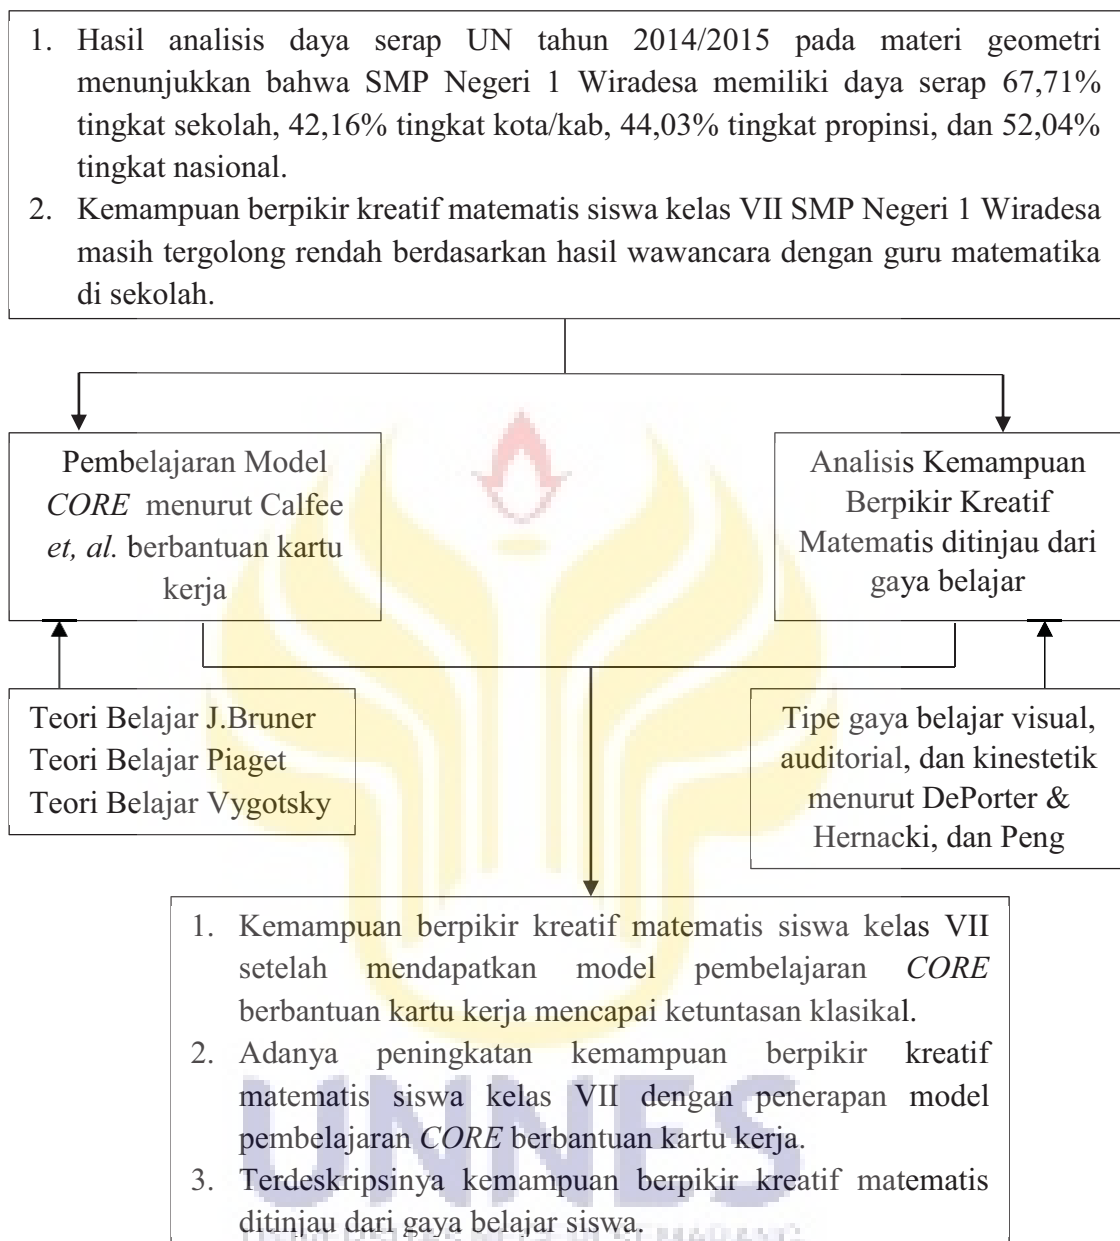 1. Hasil analisis daya serap UN tahun 2014/2015 pada materi geometri
menunjukkan bahwa SMP Negeri 1 Wiradesa memiliki daya serap 67,71%
tingkat sekolah, 42,16% tingkat kota/kab, 44,03% tingkat propinsi, dan 52,04%
tingkat nasional.
2. Kemampuan berpikir kreatif matematis siswa kelas VII SMP Negeri 1 Wiradesa
masih tergolong rendah berdasarkan hasil wawancara dengan guru matematika
di sekolah.
Pembelajaran Model
CORE menurut Calfee
et, al. berbantuan kartu
kerja
Analisis Kemampuan
Berpikir Kreatif
Matematis ditinjau dari
gaya belajar
Teori Belajar J.Bruner
Teori Belajar Piaget
Teori Belajar Vygotsky
Tipe gaya belajar visual,
auditorial, dan kinestetik
menurut DePorter &
Hernacki, dan Peng
1. Kemampuan berpikir kreatif matematis siswa kelas VII
setelah mendapatkan model pembelajaran CORE
berbantuan kartu kerja mencapai ketuntasan klasikal.
2. Adanya peningkatan kemampuan berpikir kreatif
matematis siswa kelas VII dengan penerapan model
pembelajaran CORE berbantuan kartu kerja.
3. Terdeskripsinya kemampuan berpikir kreatif matematis
ditinjau dari gaya belajar siswa.
UNNES